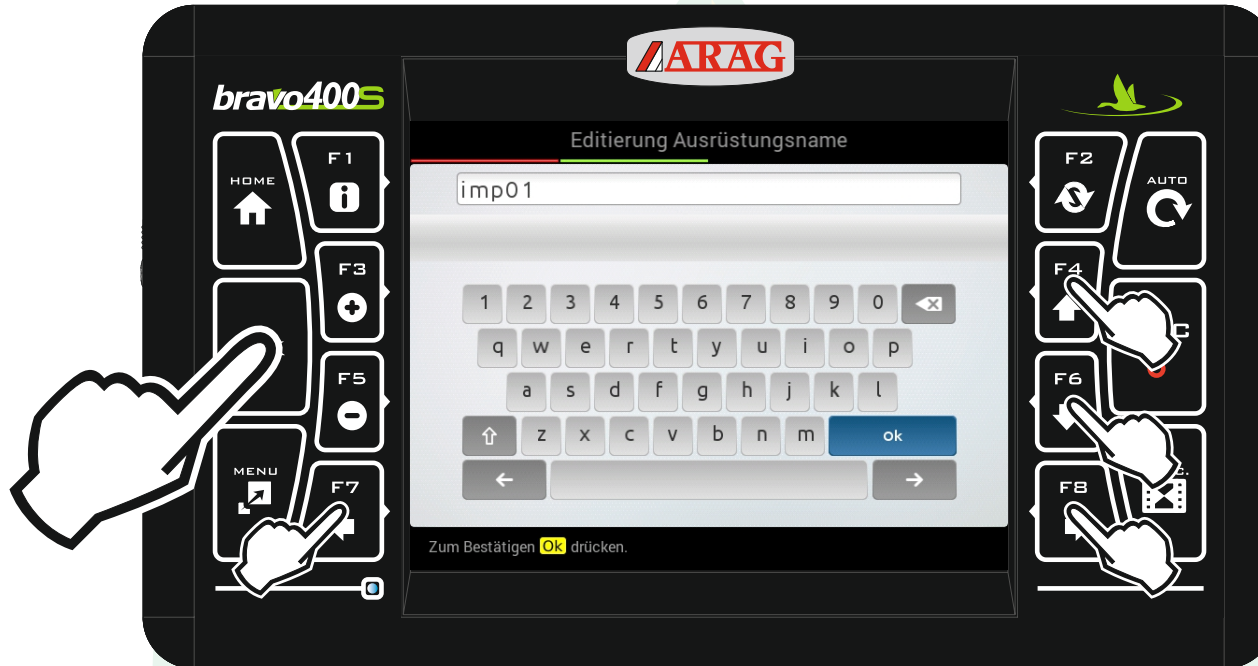 ARAG
bravo400S
Editierung Ausrüstungsname
F1
HOME
F2
AUTO
imp01
F3
F4
1 2 3 4 5 6 7 8 9 0
q w e r t y u i o p
F5
F6
a s d f g h j k l
z x c v b n m ok
MENU
F7
F8
Zum Bestätigen Ok drücken.